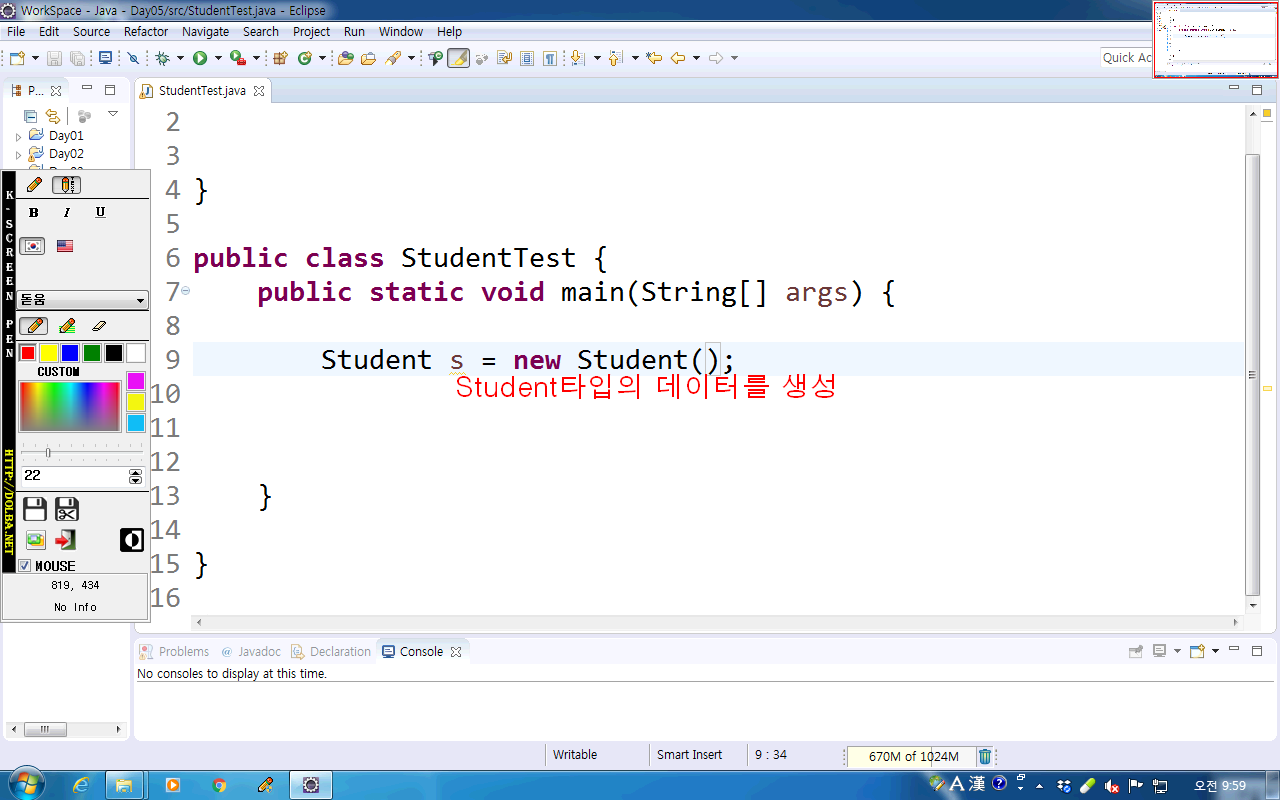 WorkSpace - Java - Day05/src/StudentTest.java - Eclipse
File Edit Source Refactor Navigate Search Project Run Window Help
Quick Ac
P...
StudentTest.java
Day01
Day02
2
3
4 }
5
6 public class StudentTest {
7 public static void main(String[] args) {
8
9 Student s = new Student();
Student타입의 데이터를 생성
10
11
12
13 }
14
15 }
16
K-SCREEN PEN
HTTP://DOLBA.NET
B I U
돋움
CUSTOM
22
MOUSE
819, 434
No Info
Problems @ Javadoc Declaration Console
No consoles to display at this time.
Writable Smart Insert 9 : 34 670M of 1024M
A 漢
오전 9:59